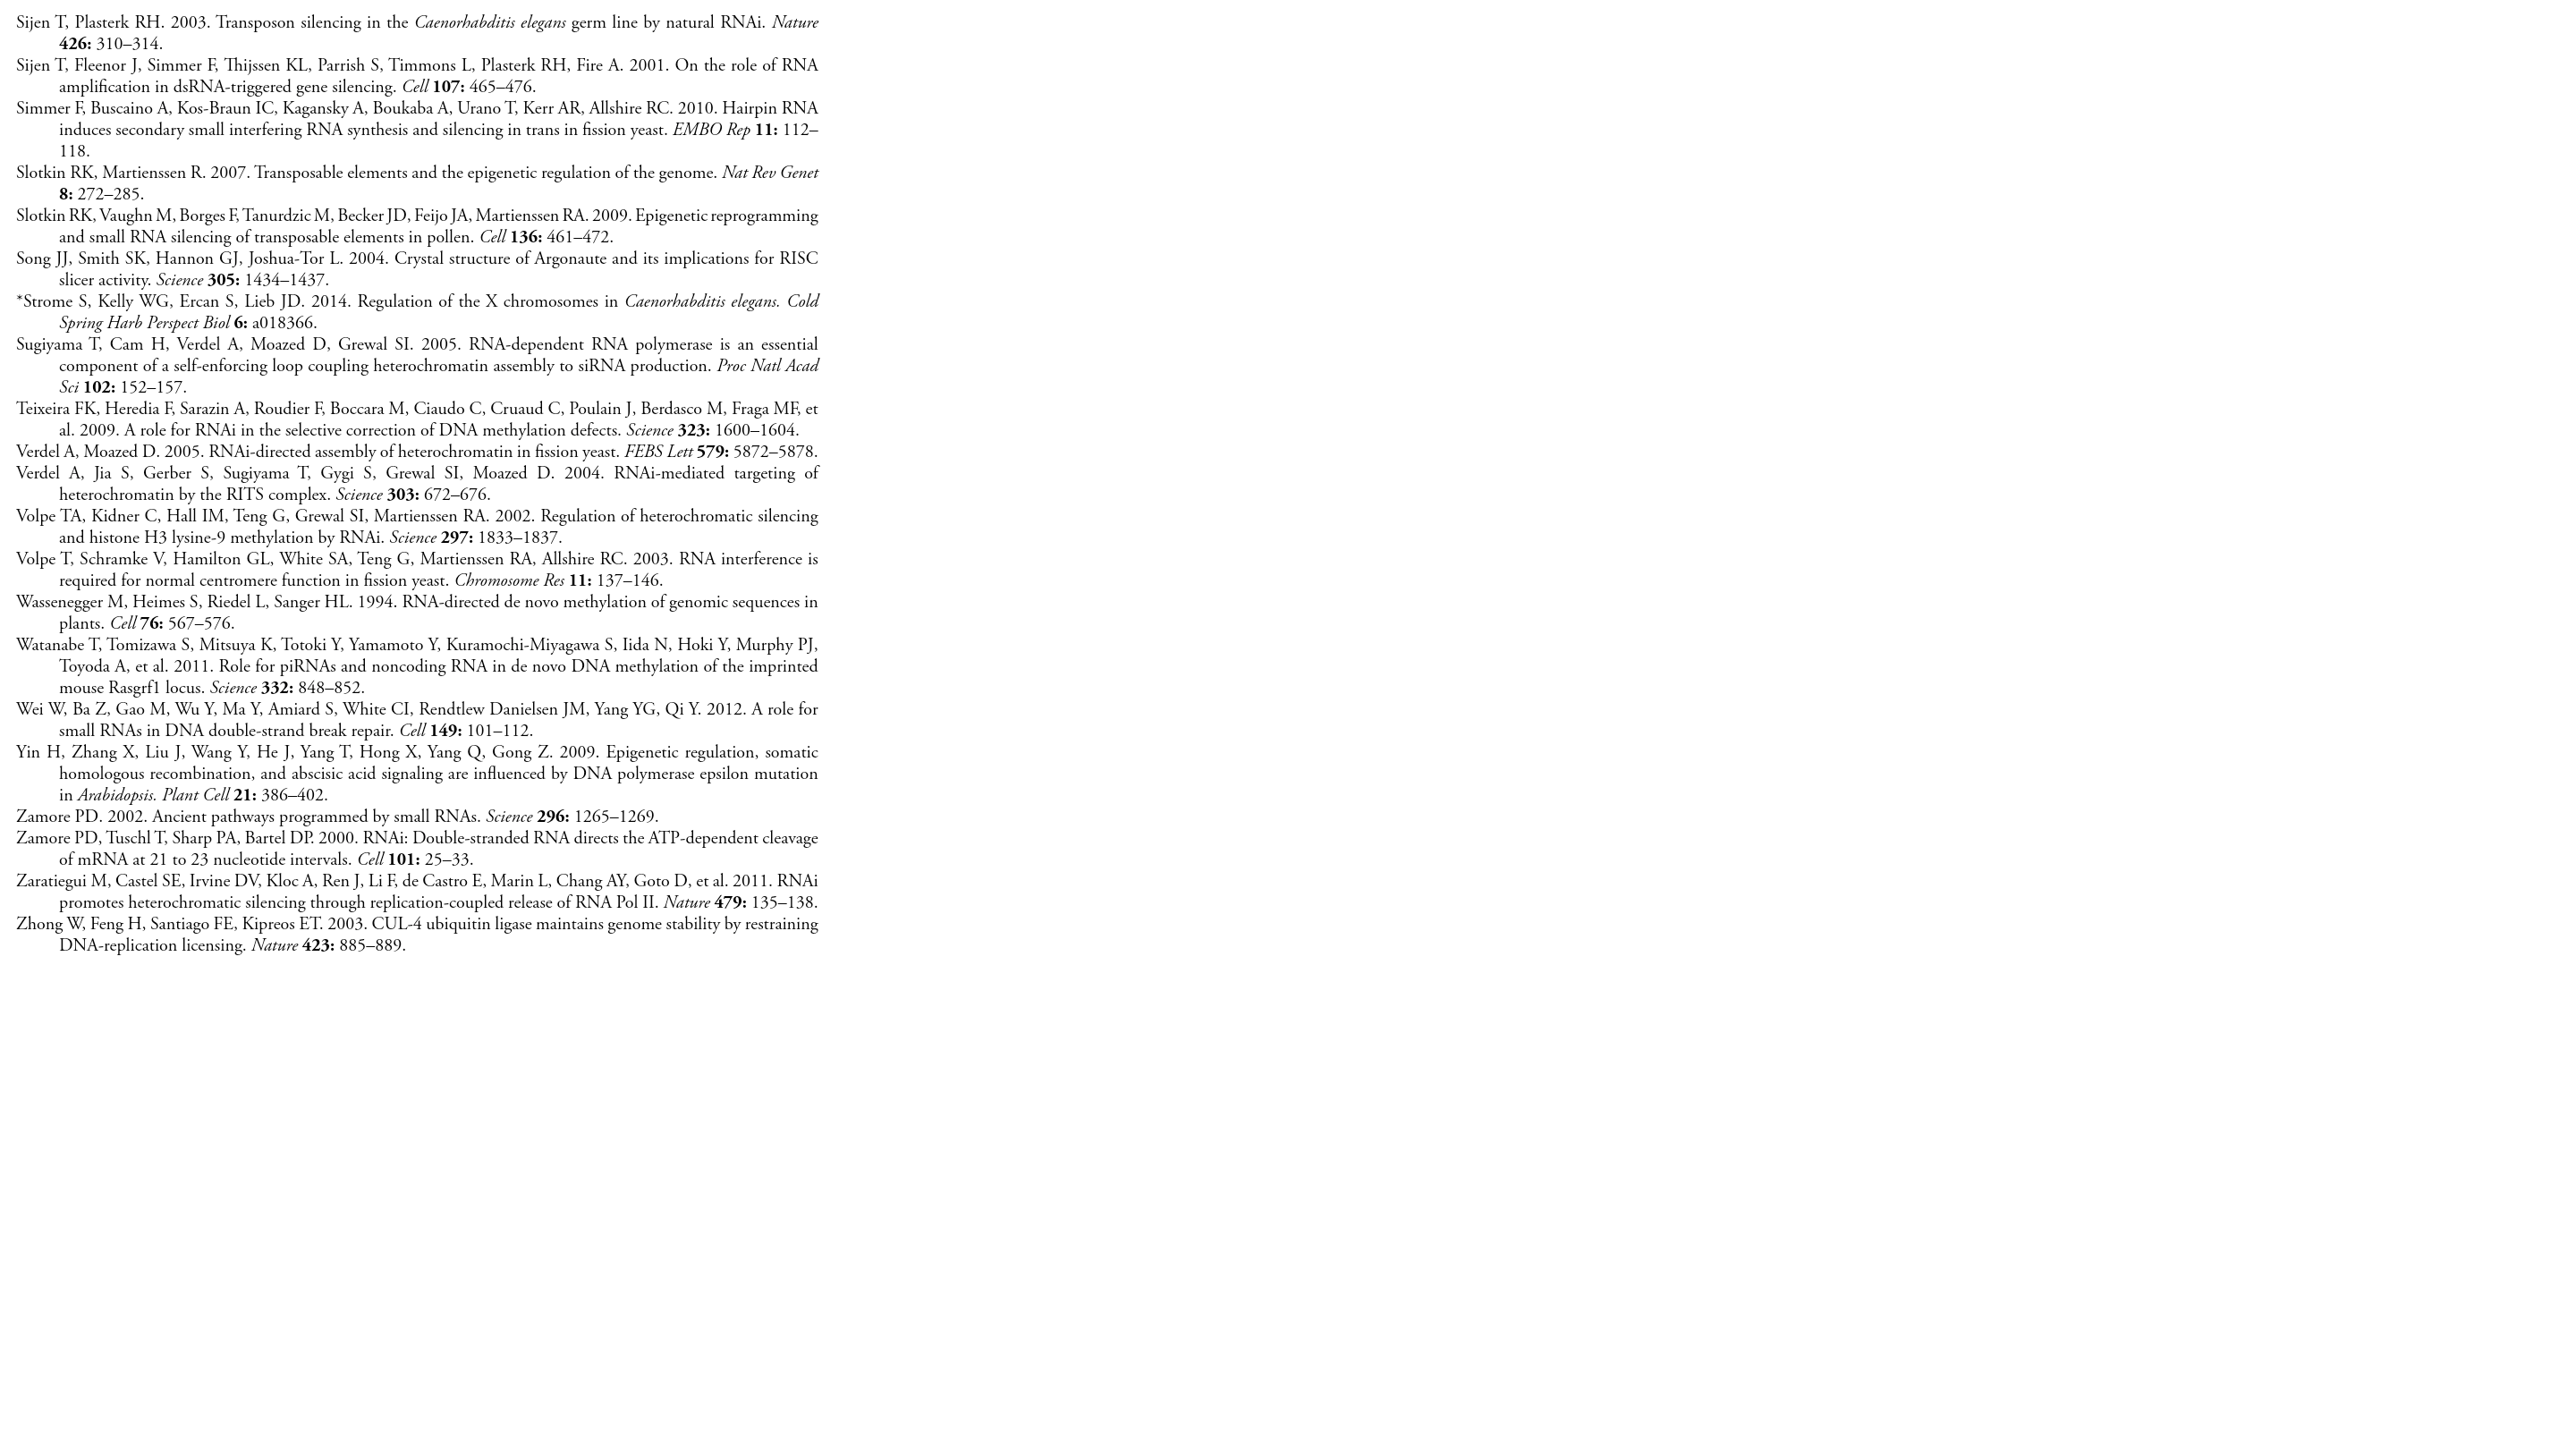 Sijen T, Plasterk RH. 2003. Transposon silencing in the Caenorhabditis elegans germ line by natural RNAi. Nature
426: 310–314.
Sijen T, Fleenor J, Simmer F, Thijssen KL, Parrish S, Timmons L, Plasterk RH, Fire A. 2001. On the role of RNA
amplification in dsRNA-triggered gene silencing. Cell 107: 465–476.
Simmer F, Buscaino A, Kos-Braun IC, Kagansky A, Boukaba A, Urano T, Kerr AR, Allshire RC. 2010. Hairpin RNA
induces secondary small interfering RNA synthesis and silencing in trans in fission yeast. EMBO Rep 11: 112–
118.
Slotkin RK, Martienssen R. 2007. Transposable elements and the epigenetic regulation of the genome. Nat Rev Genet
8: 272–285.
Slotkin RK, Vaughn M, Borges F, Tanurdzic M, Becker JD, Feijo JA, Martienssen RA. 2009. Epigenetic reprogramming
and small RNA silencing of transposable elements in pollen. Cell 136: 461–472.
Song JJ, Smith SK, Hannon GJ, Joshua-Tor L. 2004. Crystal structure of Argonaute and its implications for RISC
slicer activity. Science 305: 1434–1437.
*Strome S, Kelly WG, Ercan S, Lieb JD. 2014. Regulation of the X chromosomes in Caenorhabditis elegans. Cold
Spring Harb Perspect Biol 6: a018366.
Sugiyama T, Cam H, Verdel A, Moazed D, Grewal SI. 2005. RNA-dependent RNA polymerase is an essential
component of a self-enforcing loop coupling heterochromatin assembly to siRNA production. Proc Natl Acad
Sci 102: 152–157.
Teixeira FK, Heredia F, Sarazin A, Roudier F, Boccara M, Ciaudo C, Cruaud C, Poulain J, Berdasco M, Fraga MF, et
al. 2009. A role for RNAi in the selective correction of DNA methylation defects. Science 323: 1600–1604.
Verdel A, Moazed D. 2005. RNAi-directed assembly of heterochromatin in fission yeast. FEBS Lett 579: 5872–5878.
Verdel A, Jia S, Gerber S, Sugiyama T, Gygi S, Grewal SI, Moazed D. 2004. RNAi-mediated targeting of
heterochromatin by the RITS complex. Science 303: 672–676.
Volpe TA, Kidner C, Hall IM, Teng G, Grewal SI, Martienssen RA. 2002. Regulation of heterochromatic silencing
and histone H3 lysine-9 methylation by RNAi. Science 297: 1833–1837.
Volpe T, Schramke V, Hamilton GL, White SA, Teng G, Martienssen RA, Allshire RC. 2003. RNA interference is
required for normal centromere function in fission yeast. Chromosome Res 11: 137–146.
Wassenegger M, Heimes S, Riedel L, Sanger HL. 1994. RNA-directed de novo methylation of genomic sequences in
plants. Cell 76: 567–576.
Watanabe T, Tomizawa S, Mitsuya K, Totoki Y, Yamamoto Y, Kuramochi-Miyagawa S, Iida N, Hoki Y, Murphy PJ,
Toyoda A, et al. 2011. Role for piRNAs and noncoding RNA in de novo DNA methylation of the imprinted
mouse Rasgrf1 locus. Science 332: 848–852.
Wei W, Ba Z, Gao M, Wu Y, Ma Y, Amiard S, White CI, Rendtlew Danielsen JM, Yang YG, Qi Y. 2012. A role for
small RNAs in DNA double-strand break repair. Cell 149: 101–112.
Yin H, Zhang X, Liu J, Wang Y, He J, Yang T, Hong X, Yang Q, Gong Z. 2009. Epigenetic regulation, somatic
homologous recombination, and abscisic acid signaling are influenced by DNA polymerase epsilon mutation
in Arabidopsis. Plant Cell 21: 386–402.
Zamore PD. 2002. Ancient pathways programmed by small RNAs. Science 296: 1265–1269.
Zamore PD, Tuschl T, Sharp PA, Bartel DP. 2000. RNAi: Double-stranded RNA directs the ATP-dependent cleavage
of mRNA at 21 to 23 nucleotide intervals. Cell 101: 25–33.
Zaratiegui M, Castel SE, Irvine DV, Kloc A, Ren J, Li F, de Castro E, Marin L, Chang AY, Goto D, et al. 2011. RNAi
promotes heterochromatic silencing through replication-coupled release of RNA Pol II. Nature 479: 135–138.
Zhong W, Feng H, Santiago FE, Kipreos ET. 2003. CUL-4 ubiquitin ligase maintains genome stability by restraining
DNA-replication licensing. Nature 423: 885–889.